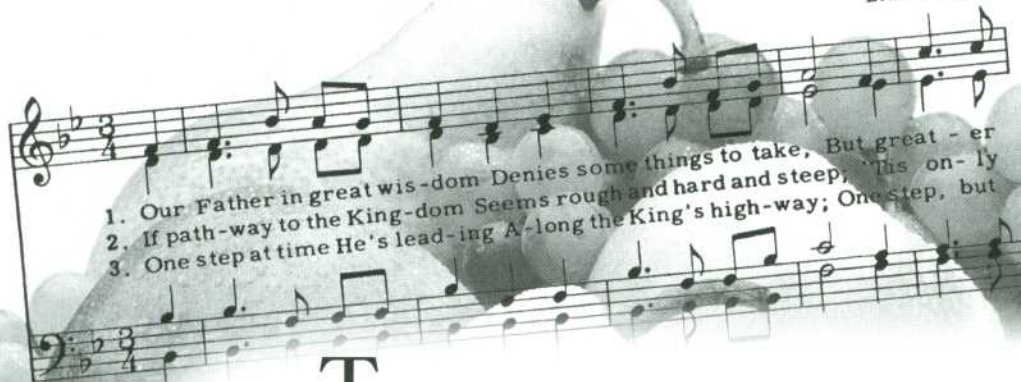 1. Our Father in great wis-dom Denies some things to take, But great - er
2. If path-way to the King-dom Seems rough and hard and steep; 'Tis on- ly
3. One step at time He's lead-ing A-long the King's high-way; One step, but
T